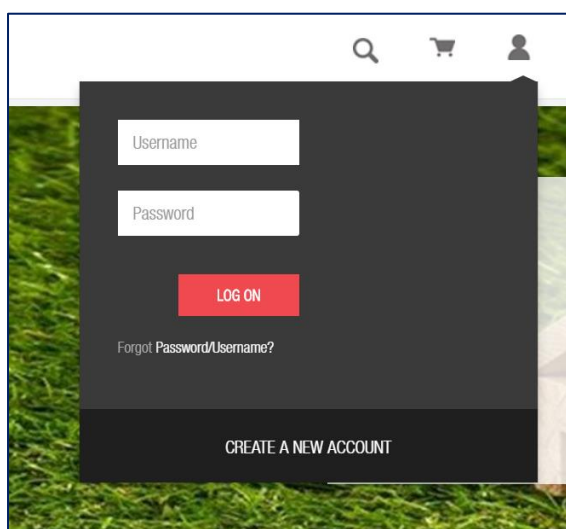 Username
Password
LOG ON
Forgot Password/Username?
CREATE A NEW ACCOUNT